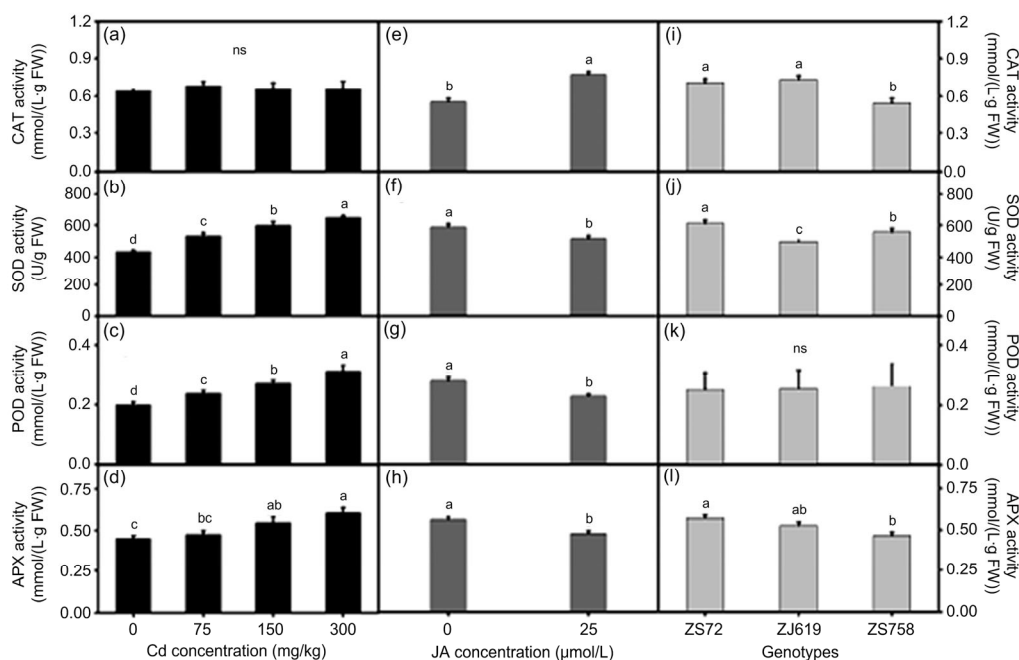 (a)
ns
CAT activity
(mmol/(L·g FW))
1.2
0.9
0.6
0.3
0.0
(e)
b
a
(i)
a
a
b
1.2
0.9
0.6
0.3
0.0
CAT activity
(mmol/(L·g FW))
(b)
d
c
b
a
SOD activity
(U/g FW)
800
600
400
200
0
(f)
a
b
(j)
a
c
b
800
600
400
200
0
SOD activity
(U/g FW)
(c)
d
c
b
a
POD activity
(mmol/(L·g FW))
0.4
0.2
0.0
(g)
a
b
(k)
ns
0.4
0.2
0.0
POD activity
(mmol/(L·g FW))
(d)
c
bc
ab
a
APX activity
(mmol/(L·g FW))
0.75
0.50
0.25
0.00
(h)
a
b
(l)
a
ab
b
0.75
0.50
0.25
0.00
APX activity
(mmol/(L·g FW))
0 75 150 300
Cd concentration (mg/kg)
0 25
JA concentration (μmol/L)
ZS72 ZJ619 ZS758
Genotypes